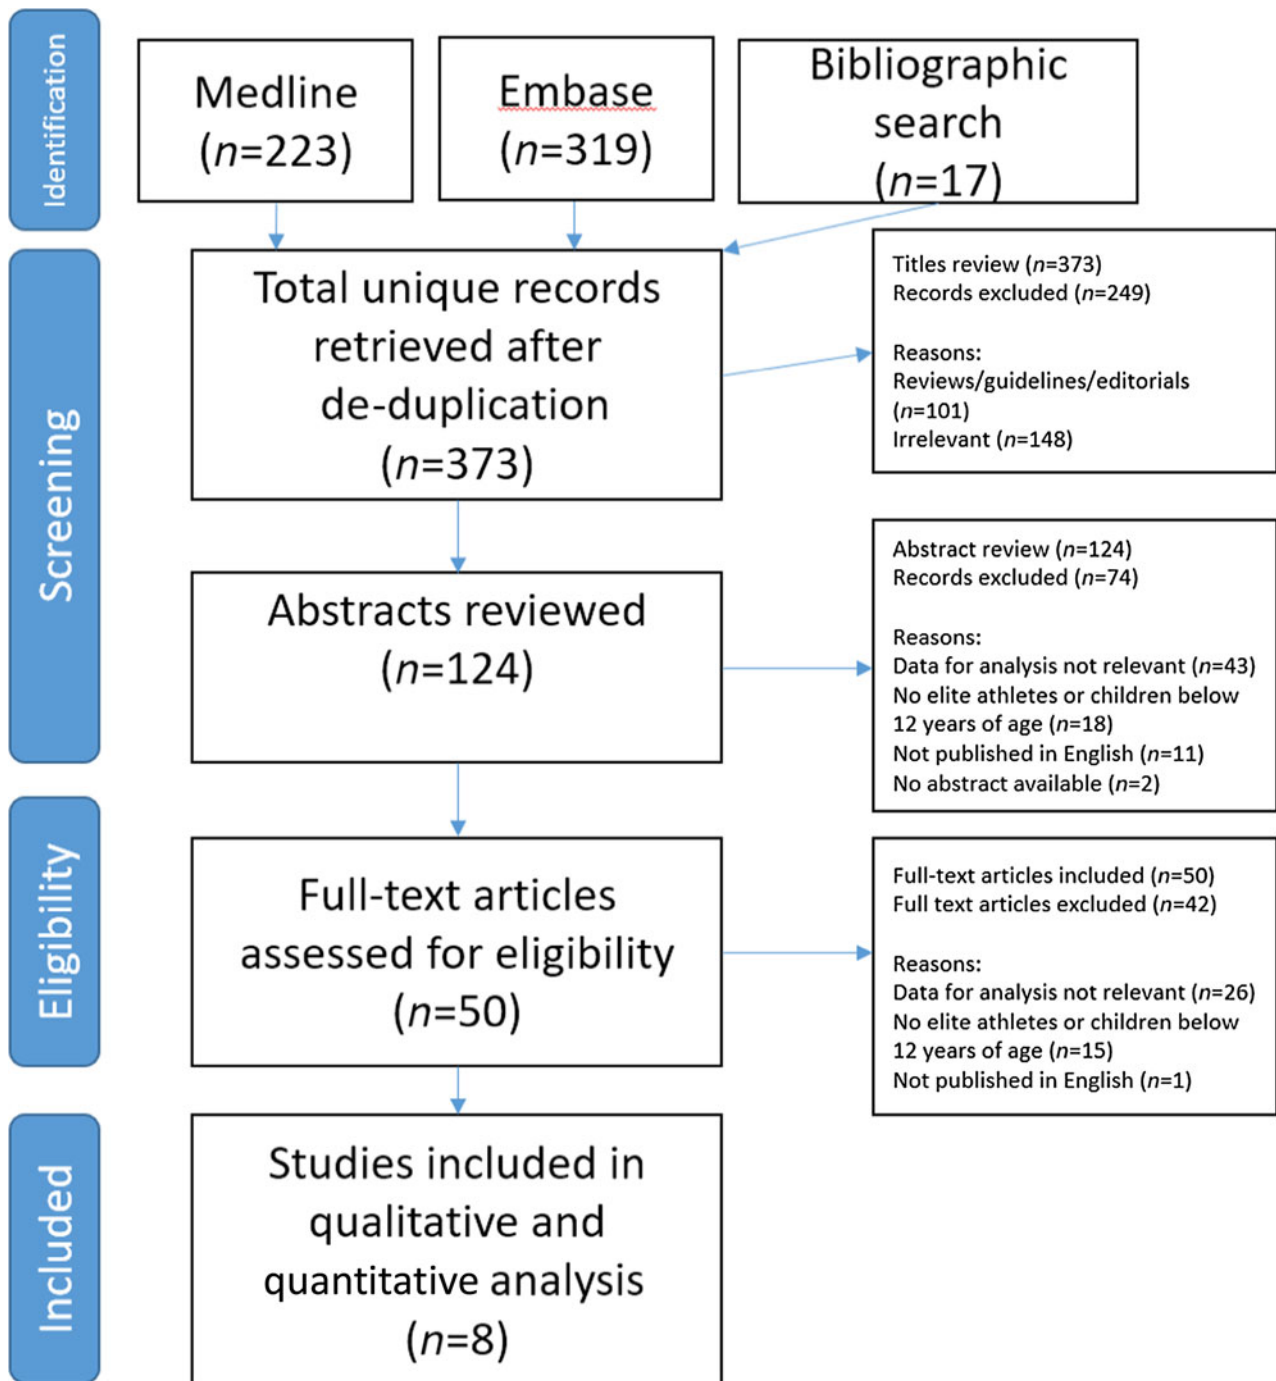 Identification
Medline
(n=223)
Embase
(n=319)
Bibliographic
search
(n=17)
Screening
Total unique records
retrieved after
de-duplication
(n=373)
Titles review (n=373)
Records excluded (n=249)
Reasons:
Reviews/guidelines/editorials
(n=101)
Irrelevant (n=148)
Abstracts reviewed
(n=124)
Abstract review (n=124)
Records excluded (n=74)
Reasons:
Data for analysis not relevant (n=43)
No elite athletes or children below
12 years of age (n=18)
Not published in English (n=11)
No abstract available (n=2)
Eligibility
Full-text articles
assessed for eligibility
(n=50)
Full-text articles included (n=50)
Full text articles excluded (n=42)
Reasons:
Data for analysis not relevant (n=26)
No elite athletes or children below
12 years of age (n=15)
Not published in English (n=1)
Included
Studies included in
qualitative and
quantitative analysis
(n=8)